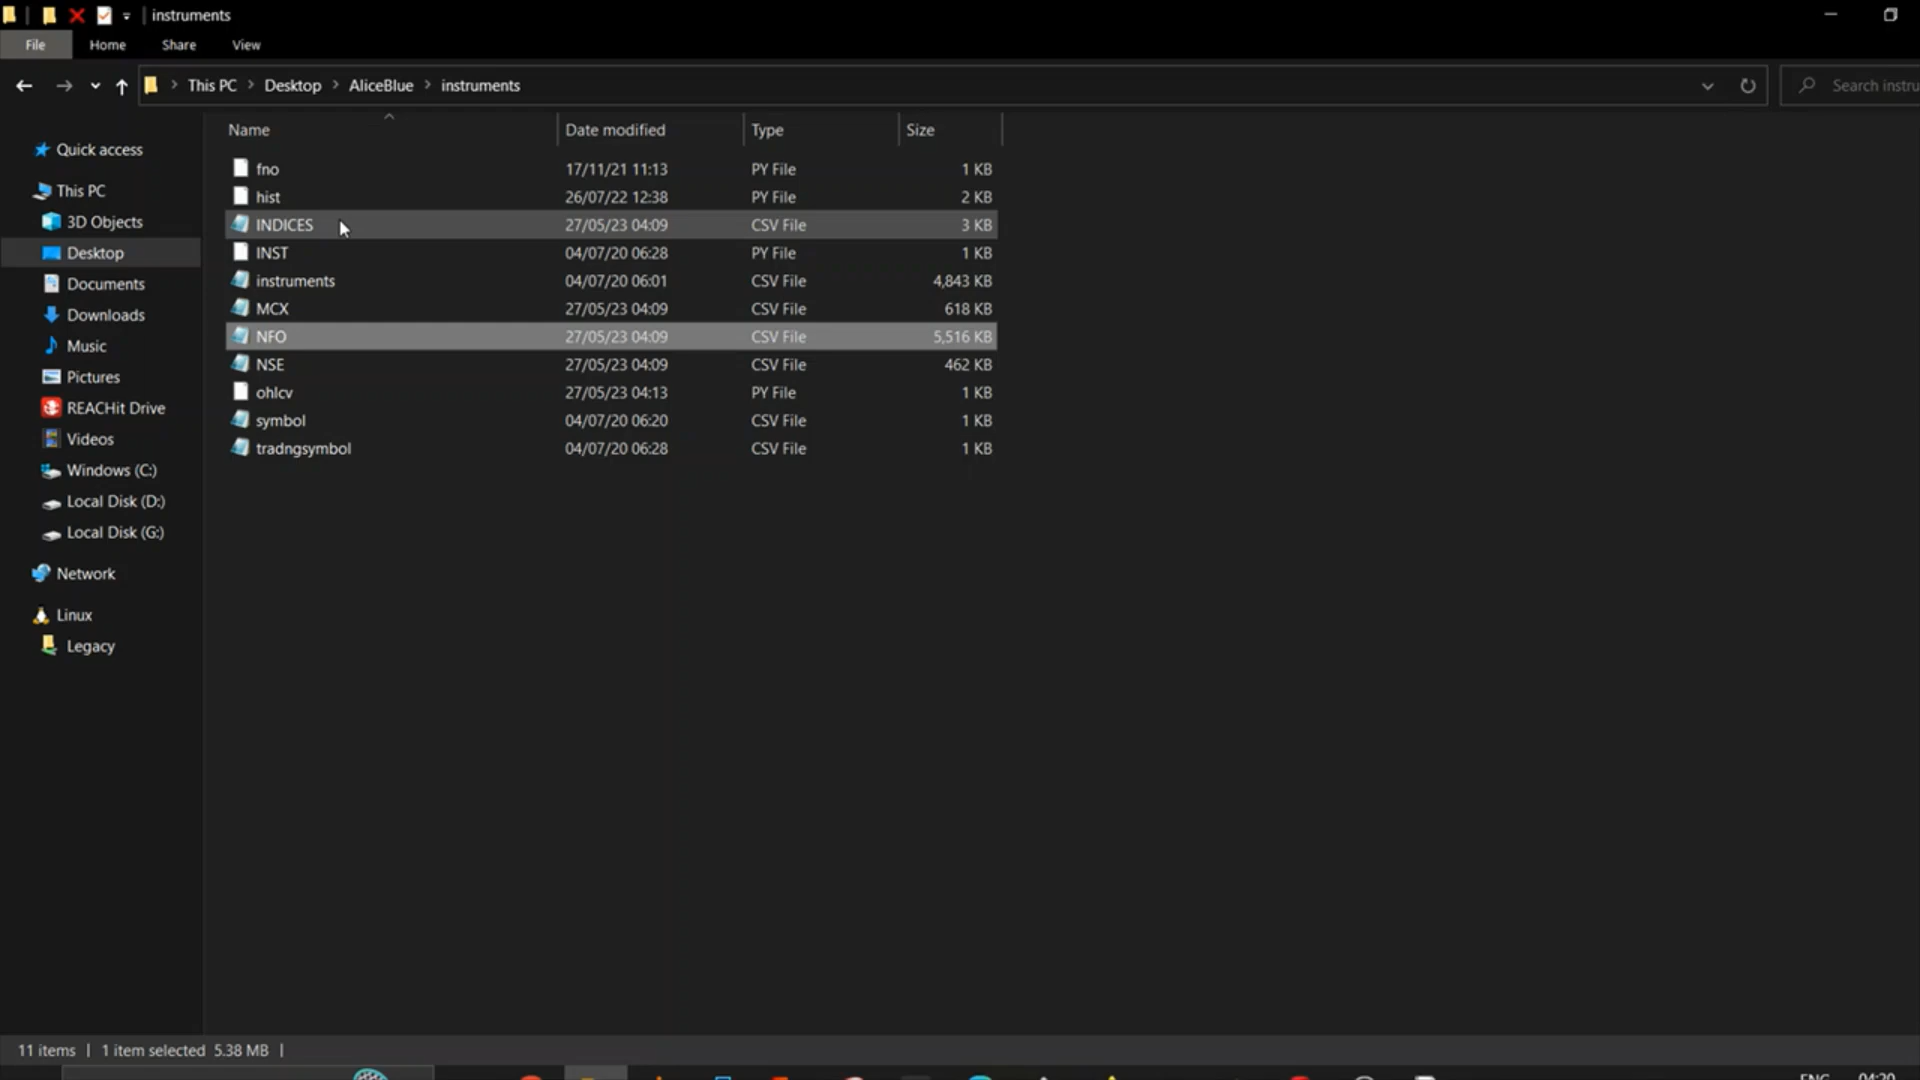 instruments
File Home Share View
This PC Desktop AliceBlue instruments Search instru
Name Date modified Type Size
Quick access
This PC
3D Objects
Desktop
Documents
Downloads
Music
Pictures
REACHit Drive
Videos
Windows (C:)
Local Disk (D:)
Local Disk (G:)
Network
Linux
Legacy
fno 17/11/21 11:13 PY File 1 KB
hist 26/07/22 12:38 PY File 2 KB
INDICES 27/05/23 04:09 CSV File 3 KB
INST 04/07/20 06:28 PY File 1 KB
instruments 04/07/20 06:01 CSV File 4,843 KB
MCX 27/05/23 04:09 CSV File 618 KB
NFO 27/05/23 04:09 CSV File 5,516 KB
NSE 27/05/23 04:09 CSV File 462 KB
ohlcv 27/05/23 04:13 PY File 1 KB
symbol 04/07/20 06:20 CSV File 1 KB
tradngsymbol 04/07/20 06:28 CSV File 1 KB
11 items | 1 item selected 5.38 MB |
ENG